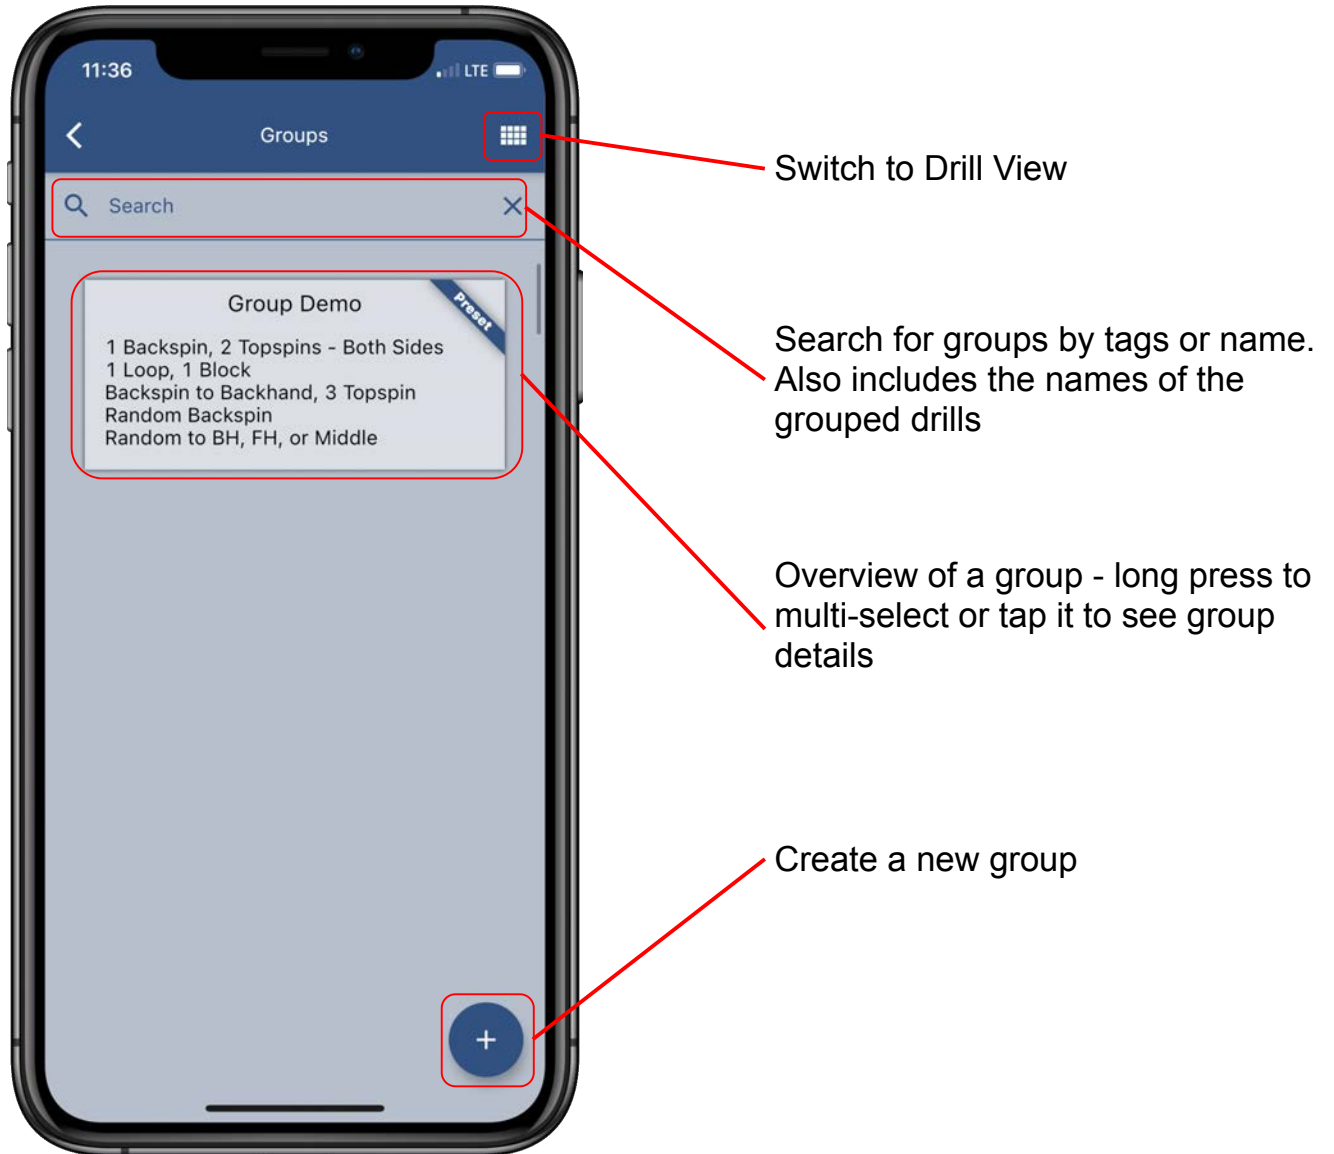 11:36
LTE
Groups
Search
Group Demo
Preset
1 Backspin, 2 Topspins - Both Sides
1 Loop, 1 Block
Backspin to Backhand, 3 Topspin
Random Backspin
Random to BH, FH, or Middle
Switch to Drill View
Search for groups by tags or name.
Also includes the names of the
grouped drills
Overview of a group - long press to
multi-select or tap it to see group
details
Create a new group